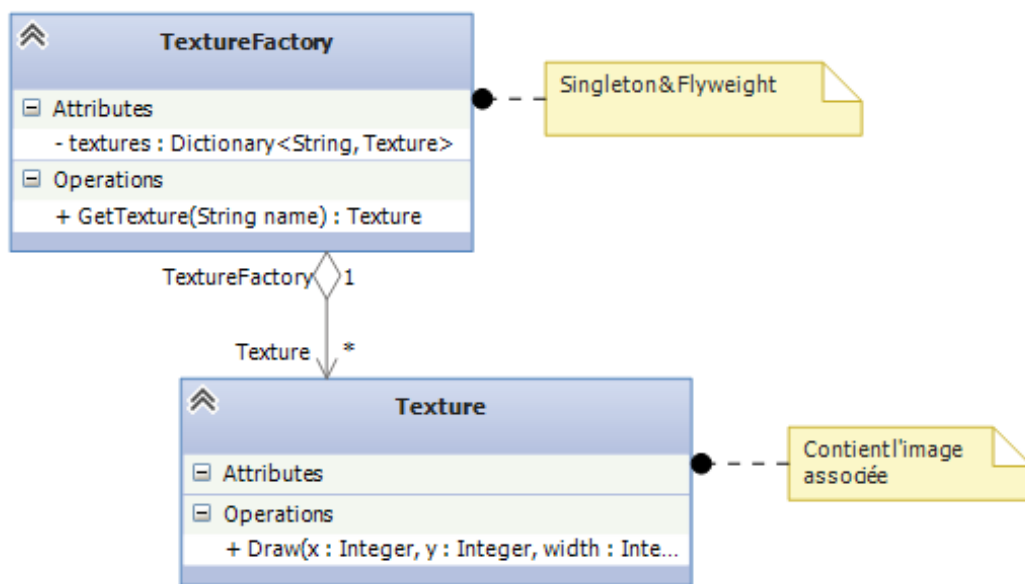 TextureFactory
Attributes
- textures : Dictionary<String, Texture>
Operations
+ GetTexture(String name) : Texture
Singleton&Flyweight
TextureFactory 1
Texture *
Texture
Attributes
Operations
+ Draw(x : Integer, y : Integer, width : Inte...
Contient l'image
associée